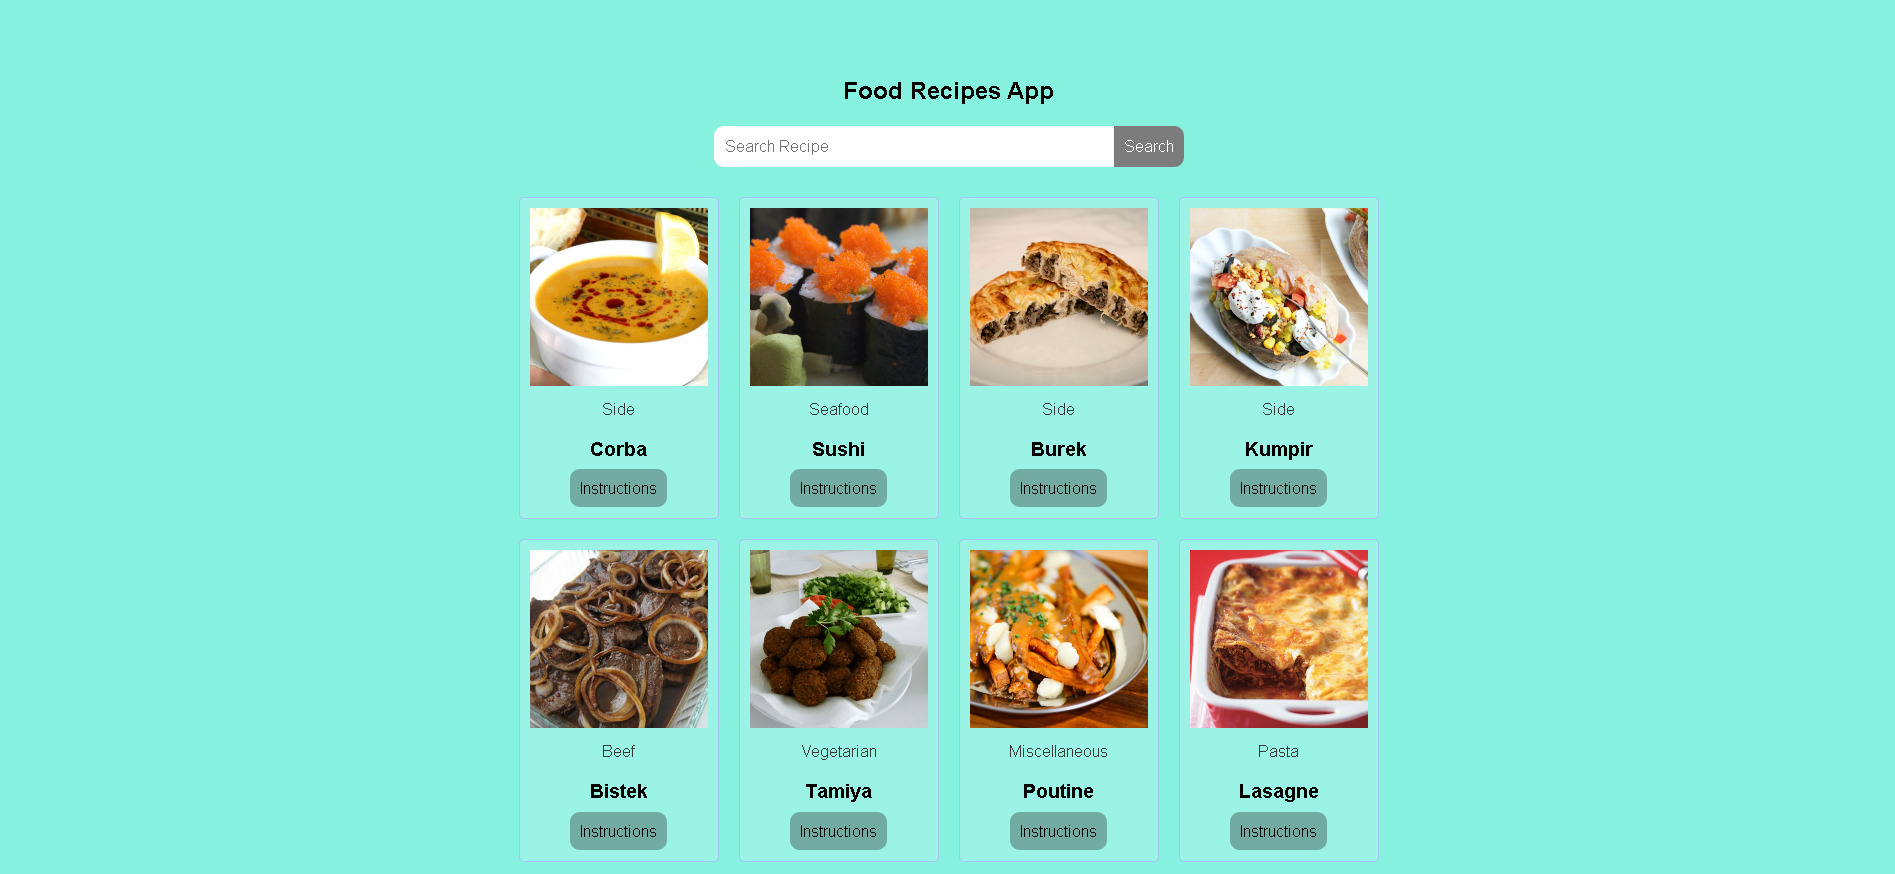 Food Recipes App
Search Recipe
Search
Side
Seafood
Side
Side
Corba
Sushi
Burek
Kumpir
Instructions
Instructions
Instructions
Instructions
Beef
Vegetarian
Miscellaneous
Pasta
Bistek
Tamiya
Poutine
Lasagne
Instructions
Instructions
Instructions
Instructions